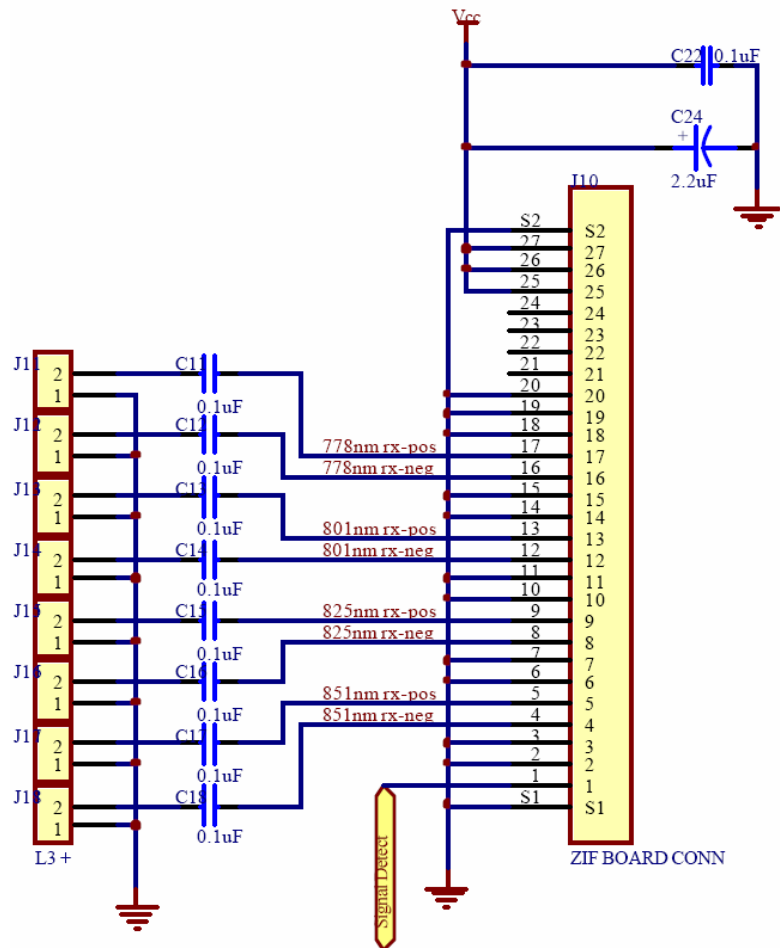 Vcc
C22 0.1uF
C24
+
2.2uF
J10
S2 S2
27 27
26 26
25 25
24 24
23 23
22 22
21 21
20 20
19 19
18 18
778nm rx-pos 17 17
778nm rx-neg 16 16
15 15
14 14
801nm rx-pos 13 13
801nm rx-neg 12 12
11 11
10 10
825nm rx-pos 9 9
825nm rx-neg 8 8
7 7
6 6
851nm rx-pos 5 5
851nm rx-neg 4 4
3 3
2 2
1 1
S1 S1
ZIF BOARD CONN
J11 2 C11
1 0.1uF
J12 2 C12
1 0.1uF
J13 2 C13
1 0.1uF
J14 2 C14
1 0.1uF
J15 2 C15
1 0.1uF
J16 2 C16
1 0.1uF
J17 2 C17
1 0.1uF
J18 2 C18
1 0.1uF
L3 +
Signal Detect